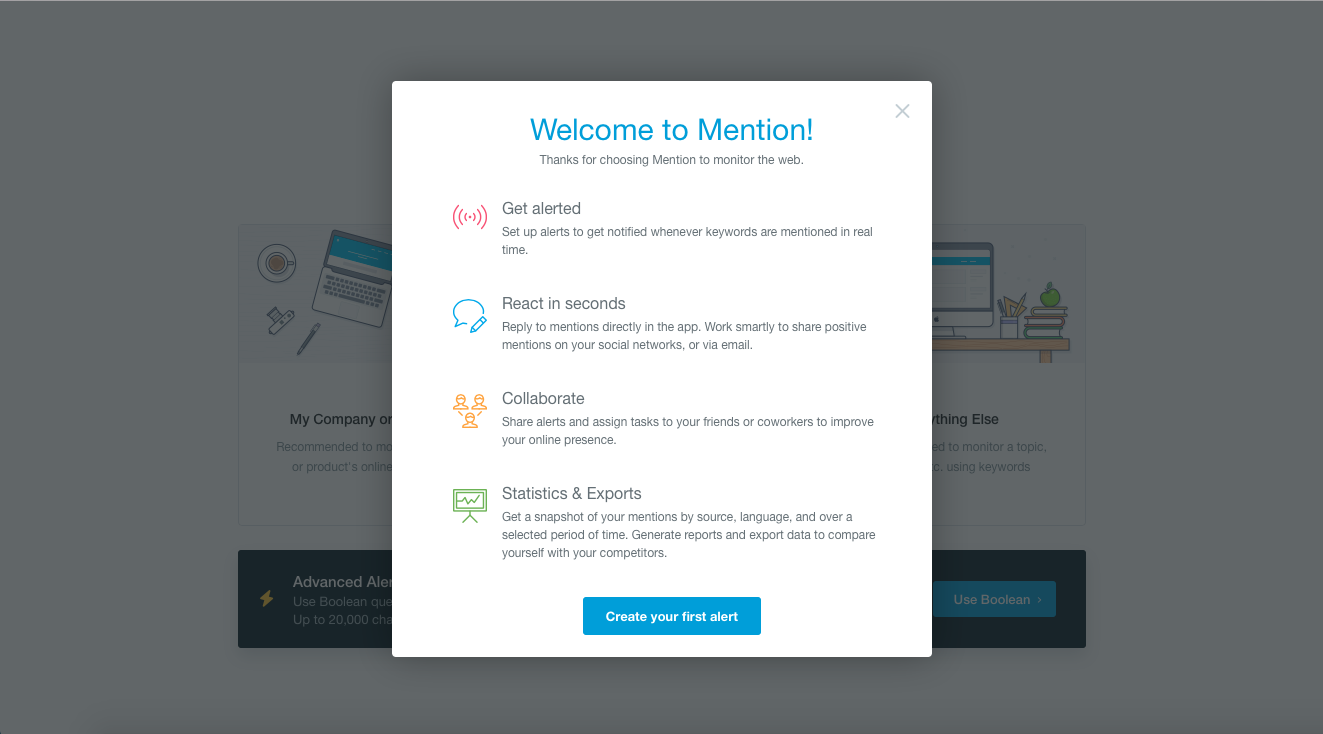 Welcome to Mention!
Thanks for choosing Mention to monitor the web.
Get alerted
Set up alerts to get notified whenever keywords are mentioned in real
time.
React in seconds
Reply to mentions directly in the app. Work smartly to share positive
mentions on your social networks, or via email.
Collaborate
Share alerts and assign tasks to your friends or coworkers to improve
your online presence.
Statistics & Exports
Get a snapshot of your mentions by source, language, and over a
selected period of time. Generate reports and export data to compare
yourself with your competitors.
Create your first alert
My Company or
Recommended to mo
or product's online
ything Else
ed to monitor a topic,
tc. using keywords
Advanced Aler
Use Boolean que
Up to 20,000 cha
Use Boolean ›